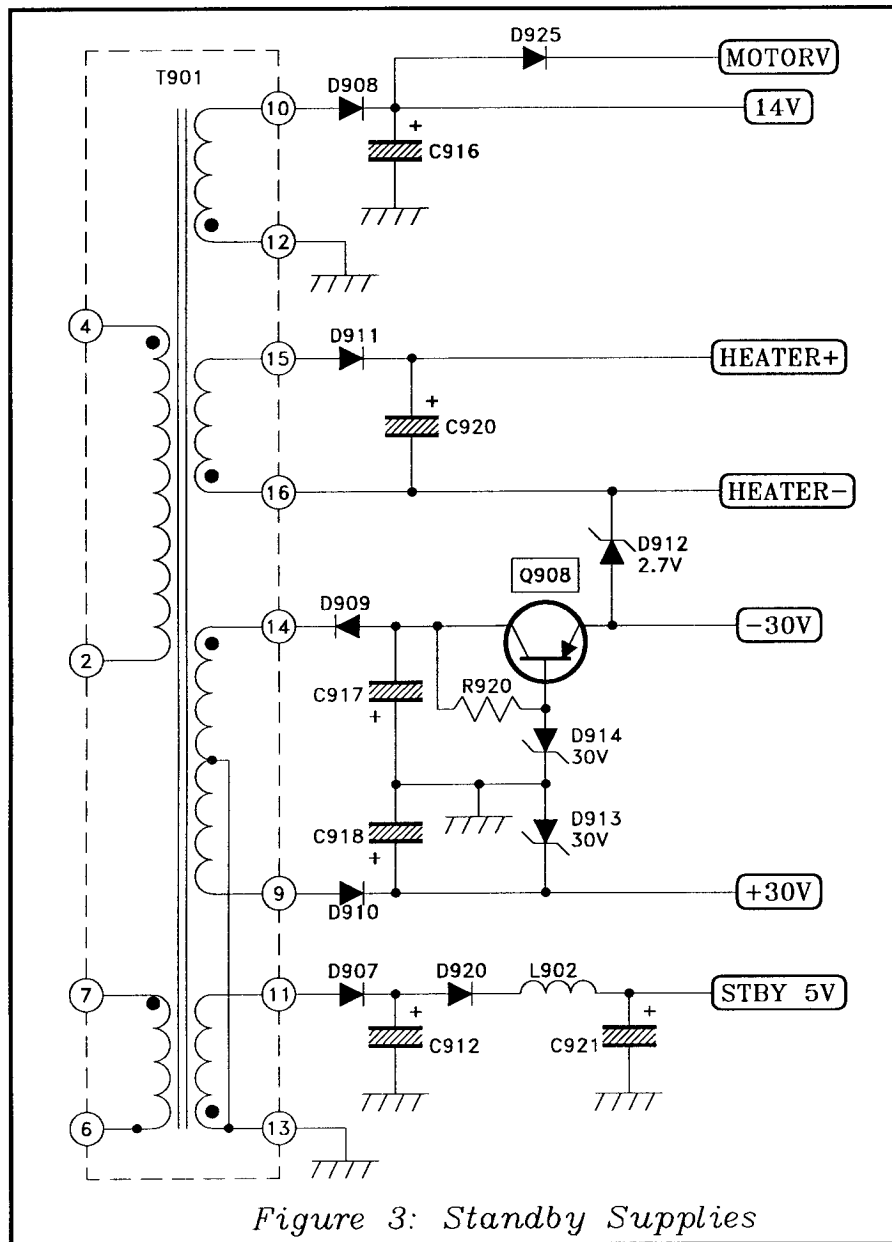 D925
MOTORV
T901
D908
10
14V
+
C916
12
4
D911
15
HEATER+
+
C920
16
HEATER-
D912
2.7V
Q908
D909
14
-30V
2
R920
C917
+
D914
30V
C918
+
D913
30V
9
+30V
D910
D907
D920
L902
7
11
STBY 5V
+
+
C912
C921
6
13
Figure 3: Standby Supplies